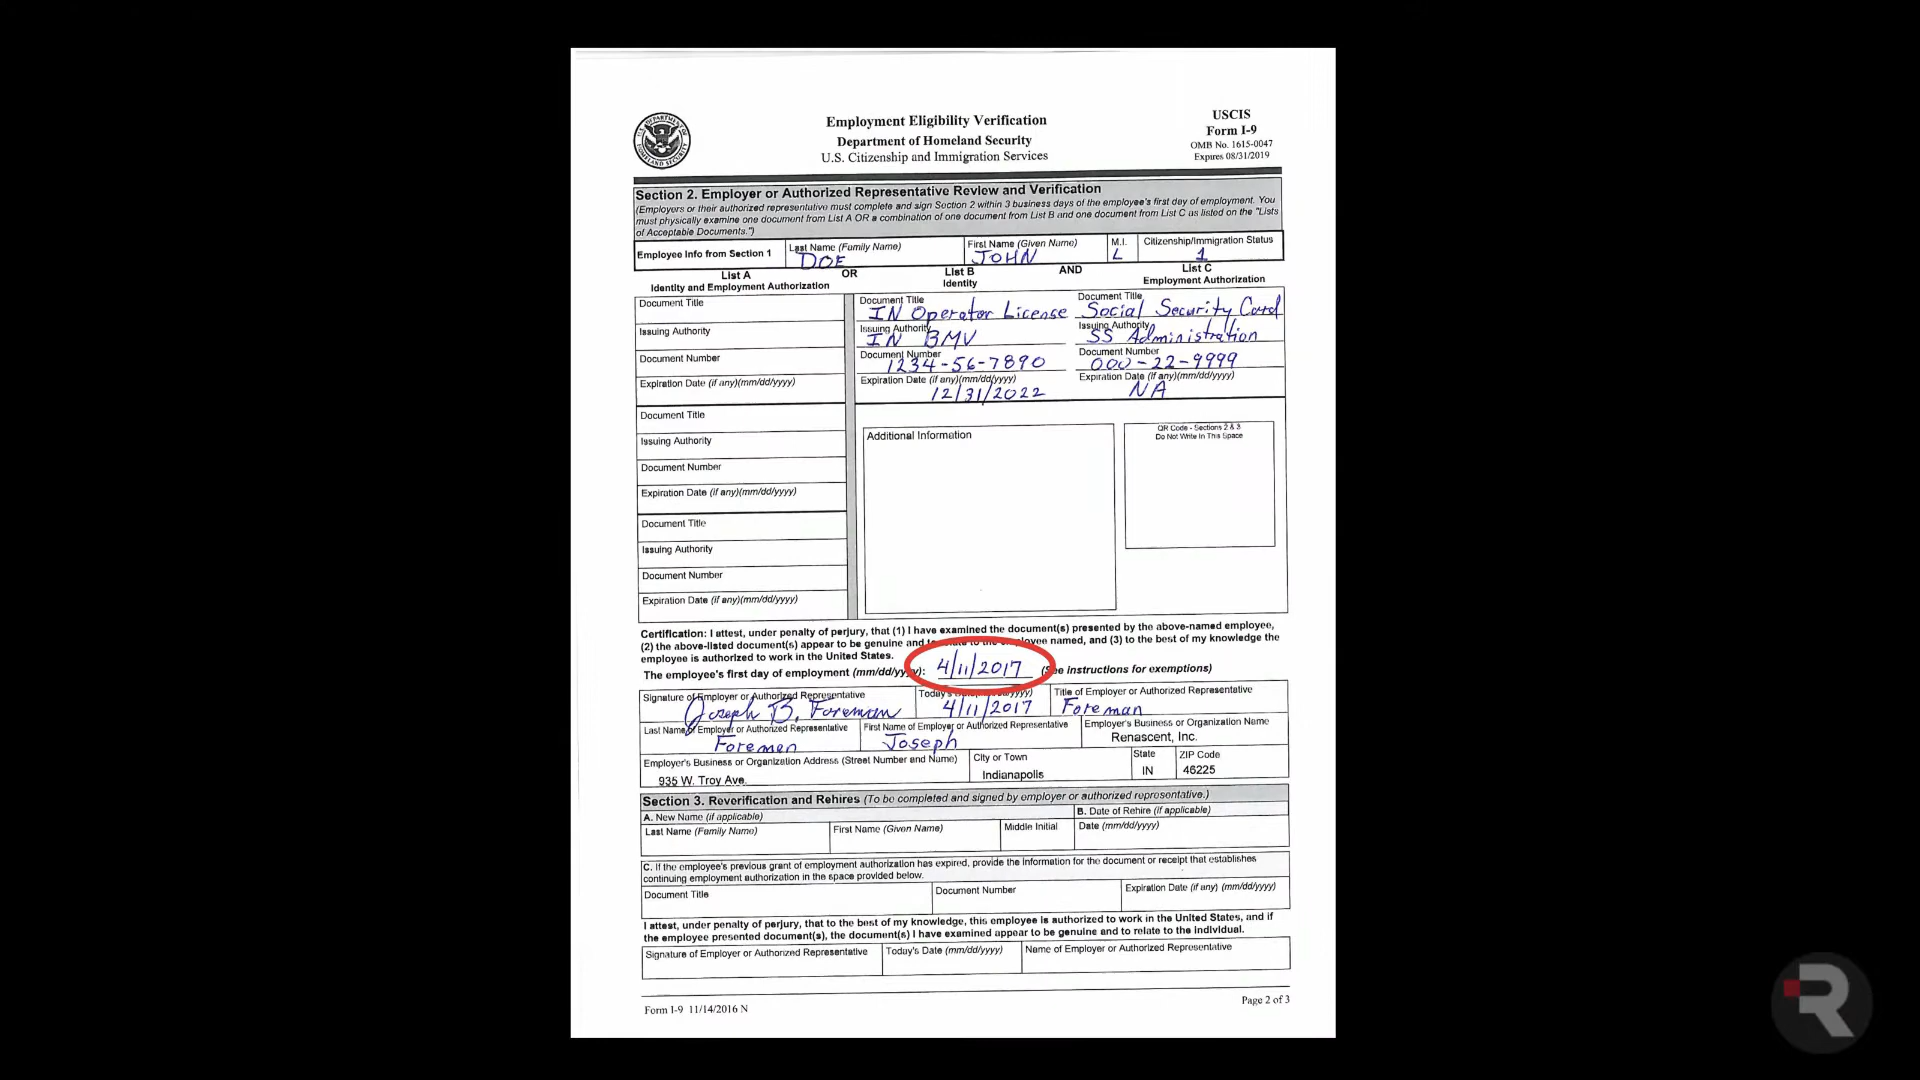 Employment Eligibility Verification
Department of Homeland Security
U.S. Citizenship and Immigration Services
USCIS
Form I-9
OMB No. 1615-0047
Expires 08/31/2019
Section 2. Employer or Authorized Representative Review and Verification
(Employers or their authorized representative must complete and sign Section 2 within 3 business days of the employee's first day of employment. You
must physically examine one document from List A OR a combination of one document from List B and one document from List C as listed on the "Lists
of Acceptable Documents.")
Employee Info from Section 1
Last Name (Family Name)
DOE
First Name (Given Name)
JOHN
M.I.
L
Citizenship/Immigration Status
1
List A
Identity and Employment Authorization
OR
List B
Identity
AND
List C
Employment Authorization
Document Title
Issuing Authority
Document Number
Expiration Date (if any)(mm/dd/yyyy)
Document Title
Issuing Authority
Document Number
Expiration Date (if any)(mm/dd/yyyy)
Document Title
Issuing Authority
Document Number
Expiration Date (if any)(mm/dd/yyyy)
Document Title
IN Operator License
Issuing Authority
IN BMV
Document Number
1234-56-7890
Expiration Date (if any)(mm/dd/yyyy)
12/31/2022
Document Title
Social Security Card
Issuing Authority
SS Administration
Document Number
000-22-9999
Expiration Date (if any)(mm/dd/yyyy)
NA
Additional Information
QR Code - Sections 2 & 3
Do Not Write In This Space
Certification: I attest, under penalty of perjury, that (1) I have examined the document(s) presented by the above-named employee,
(2) the above-listed document(s) appear to be genuine and to relate to the employee named, and (3) to the best of my knowledge the
employee is authorized to work in the United States.
The employee's first day of employment (mm/dd/yyyy): 4/11/2017 (See instructions for exemptions)
Signature of Employer or Authorized Representative
Joseph B. Foreman
Today's (mm/dd/yyyy)
4/11/2017
Title of Employer or Authorized Representative
Foreman
Last Name of Employer or Authorized Representative
Foreman
First Name of Employer or Authorized Representative
Joseph
Employer's Business or Organization Name
Renascent, Inc.
Employer's Business or Organization Address (Street Number and Name)
935 W. Troy Ave.
City or Town
Indianapolis
State
IN
ZIP Code
46225
Section 3. Reverification and Rehires (To be completed and signed by employer or authorized representative.)
A. New Name (if applicable)
B. Date of Rehire (if applicable)
Last Name (Family Name)
First Name (Given Name)
Middle Initial
Date (mm/dd/yyyy)
C. If the employee's previous grant of employment authorization has expired, provide the information for the document or receipt that establishes
continuing employment authorization in the space provided below.
Document Title
Document Number
Expiration Date (if any) (mm/dd/yyyy)
I attest, under penalty of perjury, that to the best of my knowledge, this employee is authorized to work in the United States, and if
the employee presented document(s), the document(s) I have examined appear to be genuine and to relate to the individual.
Signature of Employer or Authorized Representative
Today's Date (mm/dd/yyyy)
Name of Employer or Authorized Representative
Form I-9 11/14/2016 N
Page 2 of 3
R